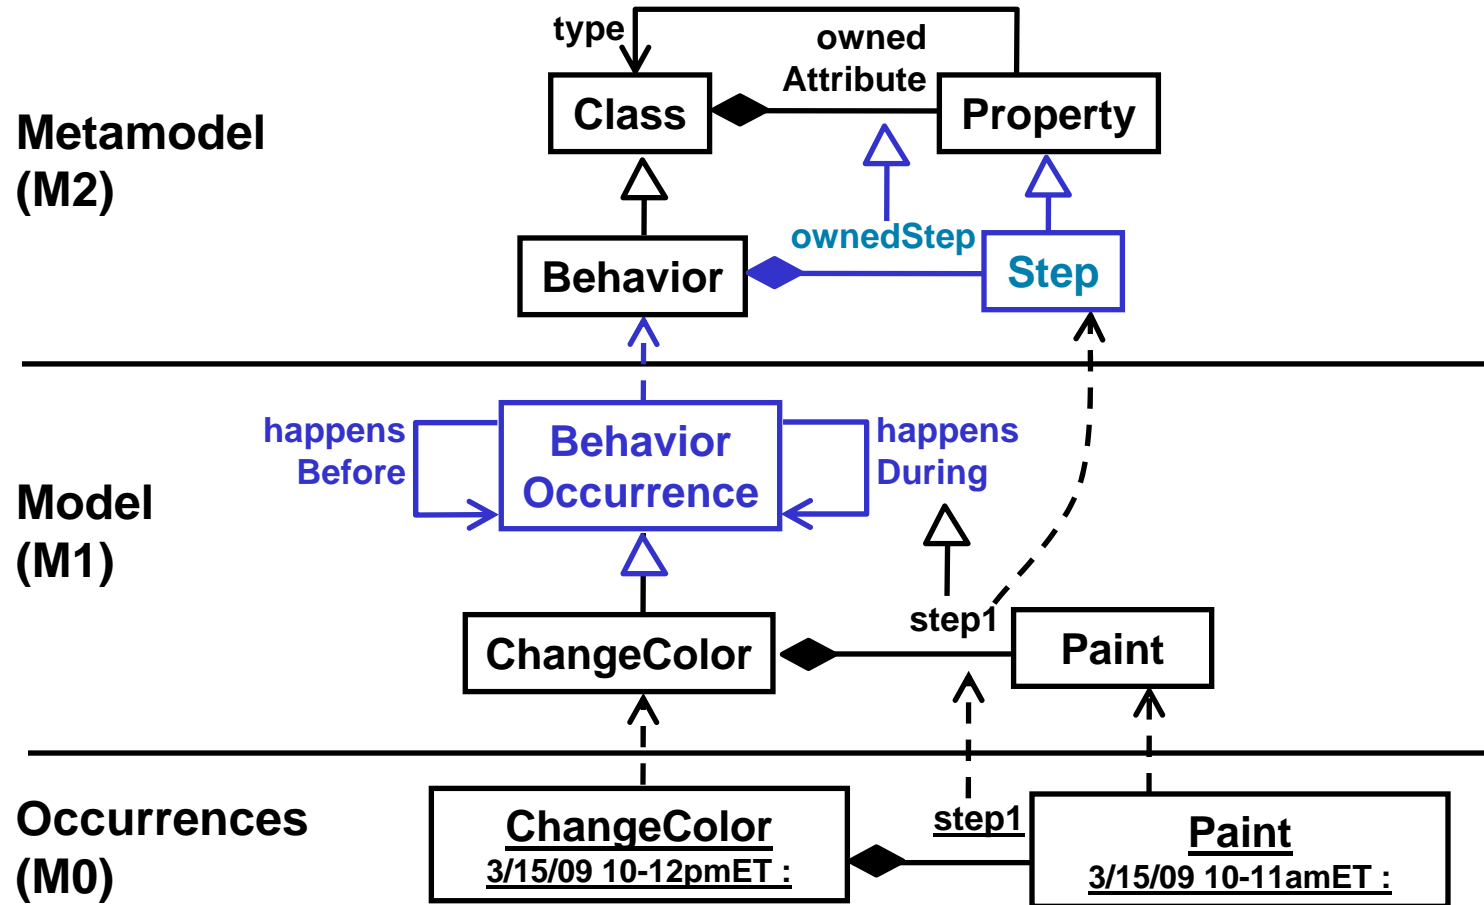 Metamodel
(M2)
type
owned
Attribute
Class
Property
ownedStep
Behavior
Step
Model
(M1)
happens
Before
Behavior
Occurrence
happens
During
step1
ChangeColor
Paint
Occurrences
(M0)
ChangeColor
3/15/09 10-12pmET :
step1
Paint
3/15/09 10-11amET :